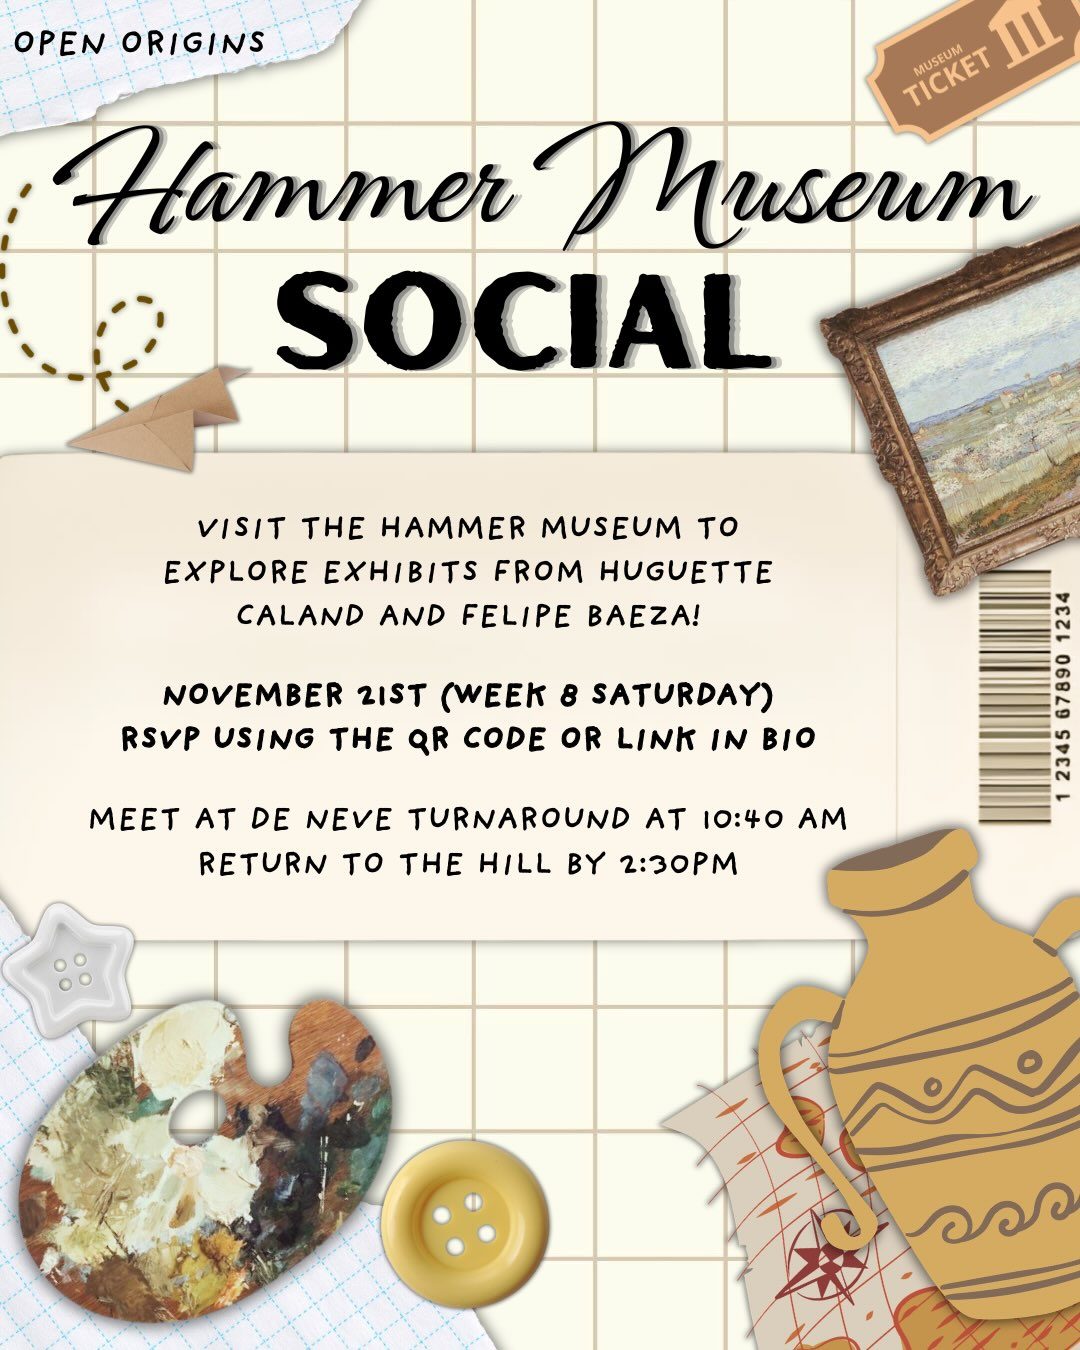 OPEN ORIGINS
MUSEUM
TICKET
Hammer Museum
SOCIAL
VISIT THE HAMMER MUSEUM TO
EXPLORE EXHIBITS FROM HUGUETTE
CALAND AND FELIPE BAEZA!
NOVEMBER 21ST (WEEK 8 SATURDAY)
RSVP USING THE QR CODE OR LINK IN BIO
MEET AT DE NEVE TURNAROUND AT 10:40 AM
RETURN TO THE HILL BY 2:30PM
1 2345 67890 1234